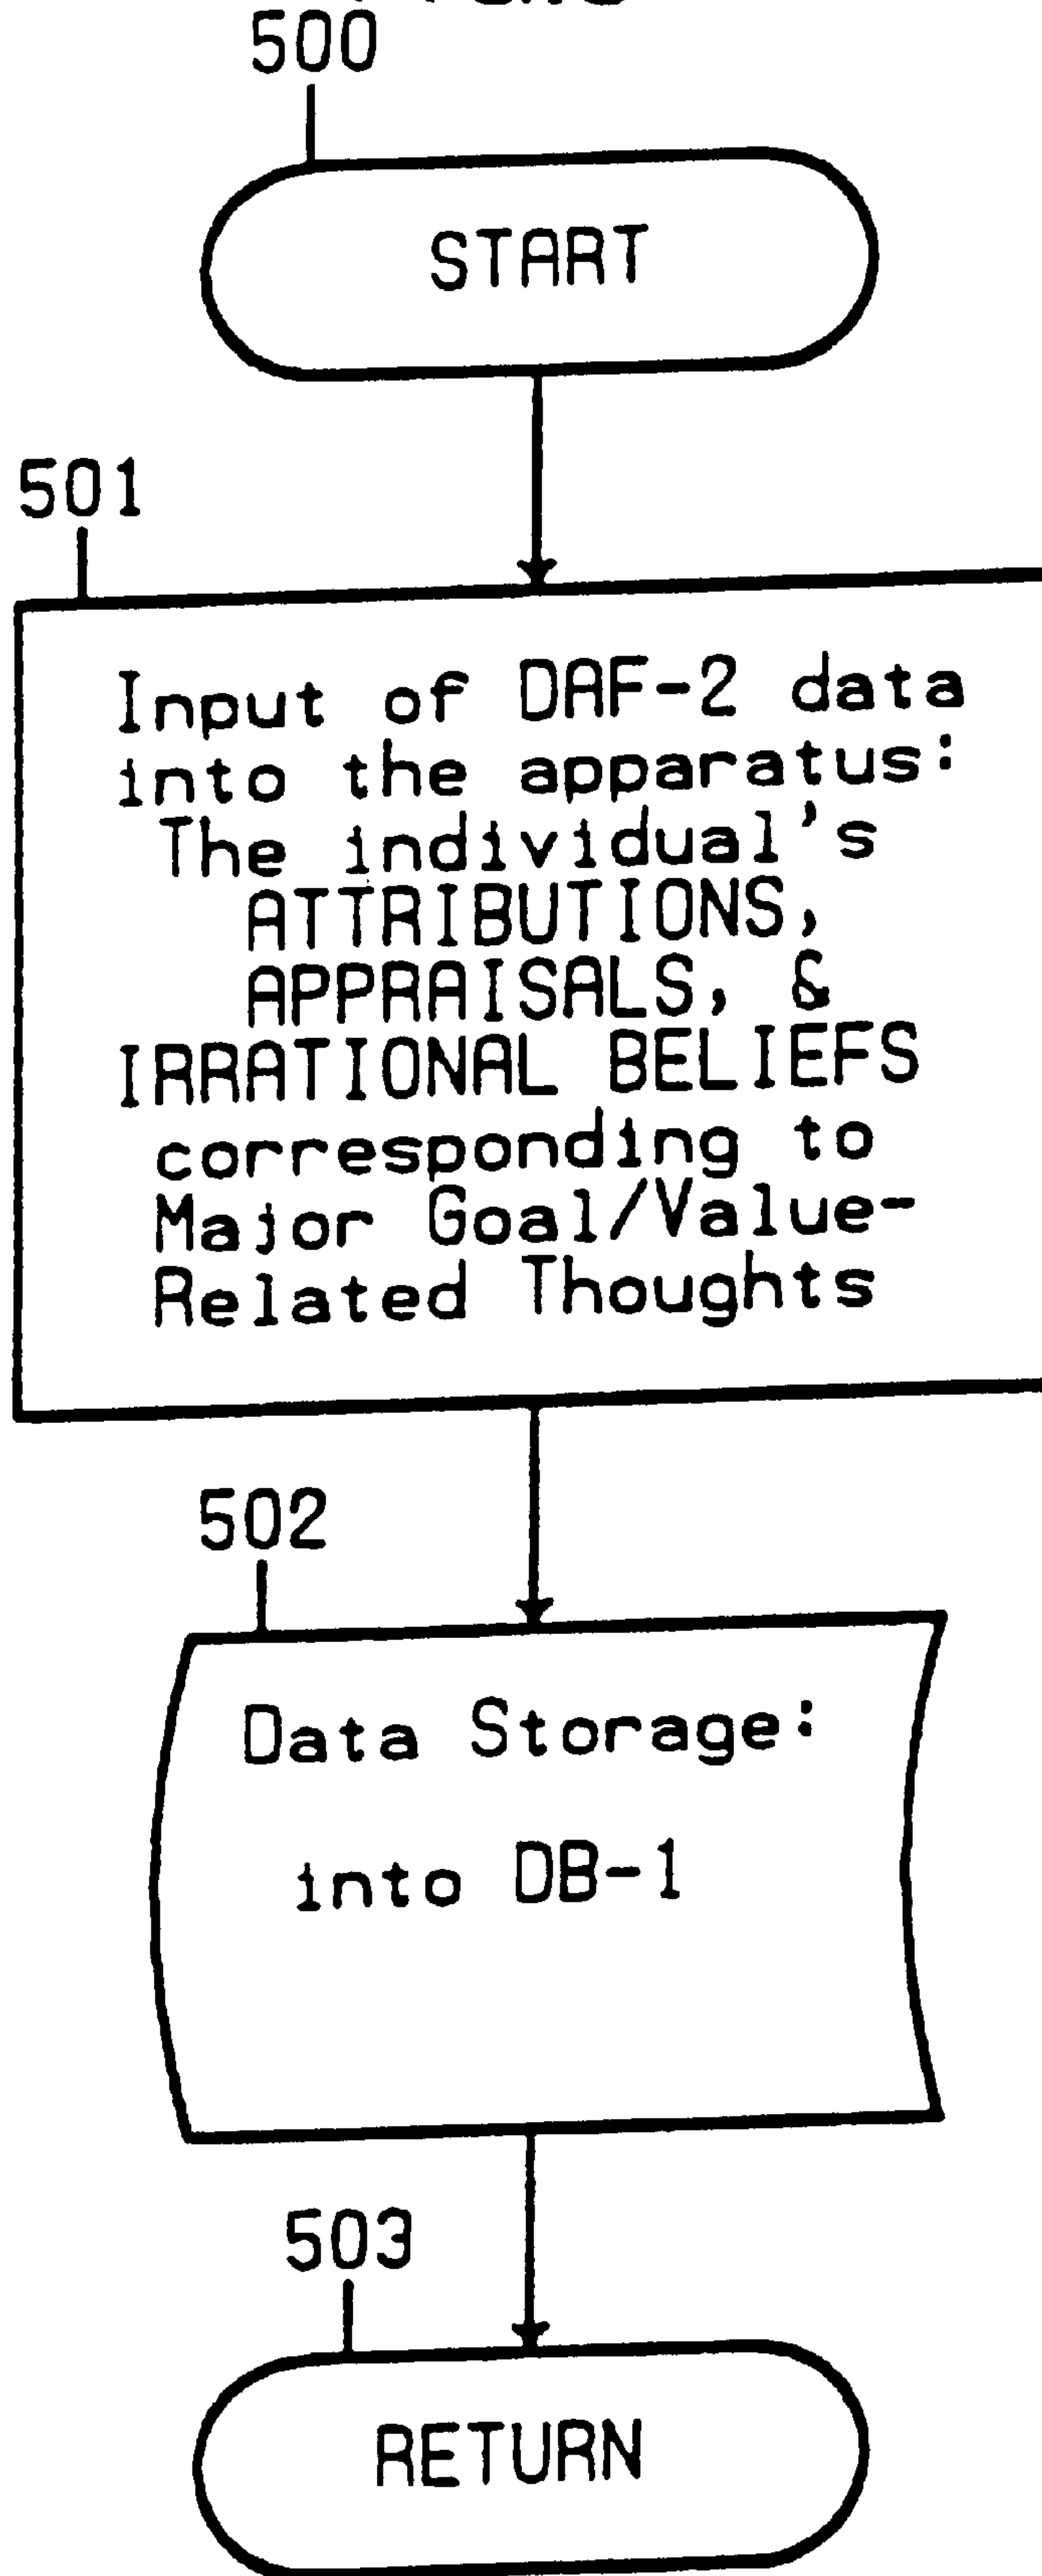 500
START
501
Input of DAF-2 data
into the apparatus:
The individual's
ATTRIBUTIONS,
APPRAISALS, &
IRRATIONAL BELIEFS
corresponding to
Major Goal/Value-
Related Thoughts
502
Data Storage:
into DB-1
503
RETURN